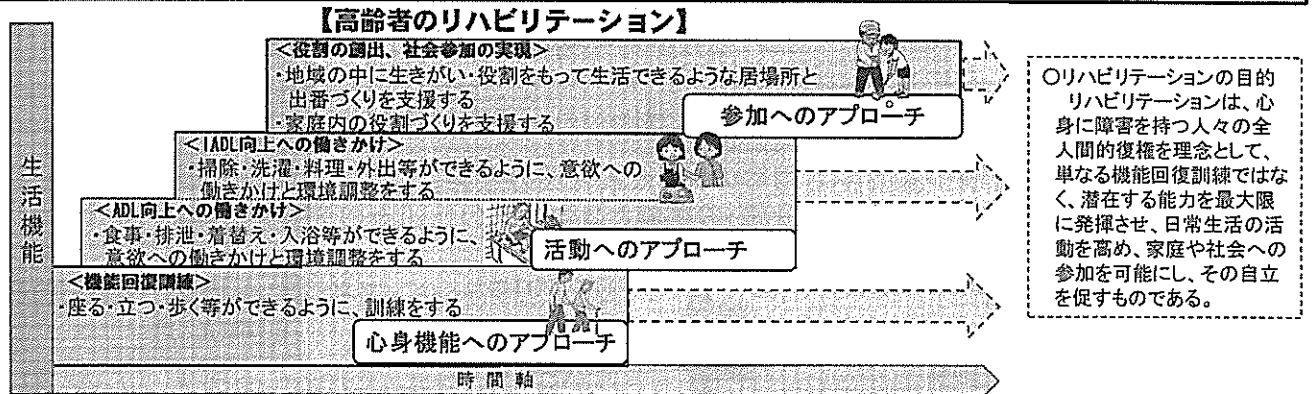 【高齢者のリハビリテーション】
<役割の創出、社会参加の実現>
・地域の中に生きがい・役割をもって生活できるような居場所と
出番づくりを支援する
・家庭内の役割づくりを支援する
参加へのアプローチ
<IADL向上への働きかけ>
・掃除・洗濯・料理・外出等ができるように、意欲への
働きかけと環境調整をする
<ADL向上への働きかけ>
・食事・排泄・着替え・入浴等ができるように、
意欲への働きかけと環境調整をする
活動へのアプローチ
<機能回復訓練>
・座る・立つ・歩く等ができるように、訓練をする
心身機能へのアプローチ
生活機能
時間軸
○リハビリテーションの目的
リハビリテーションは、心
身に障害を持つ人々の全
人間的復権を理念として、
単なる機能回復訓練ではな
く、潜在する能力を最大限
に発揮させ、日常生活の活
動を高め、家庭や社会への
参加を可能にし、その自立
を促すものである。